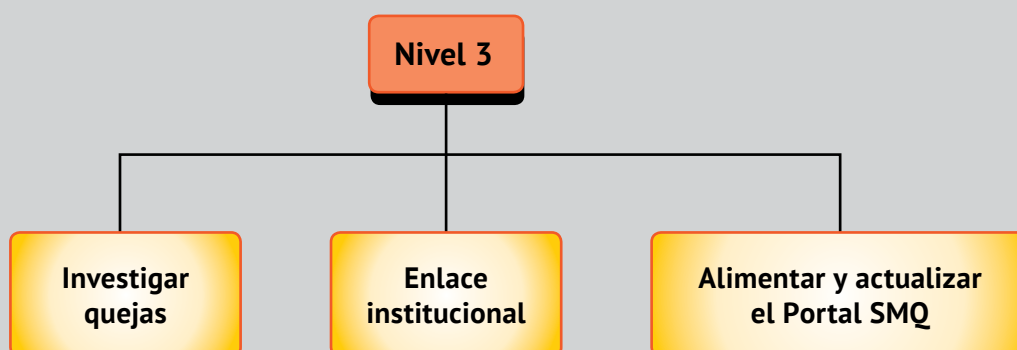 Nivel 3
Investigar
quejas
Enlace
institucional
Alimentar y actualizar
el Portal SMQ